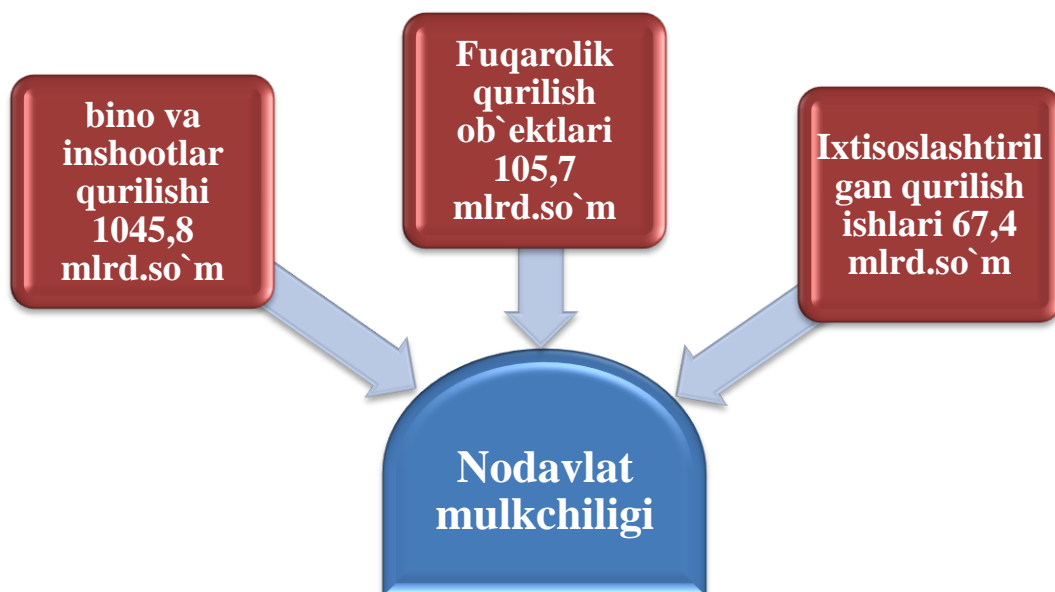 bino va
inshootlar
qurilishi
1045,8
mlrd.so`m
Fuqarolik
qurilish
ob`ektlari
105,7
mlrd.so`m
Ixtisoslashtiril
gan qurilish
ishlari 67,4
mlrd.so`m
Nodavlat
mulkchiligi